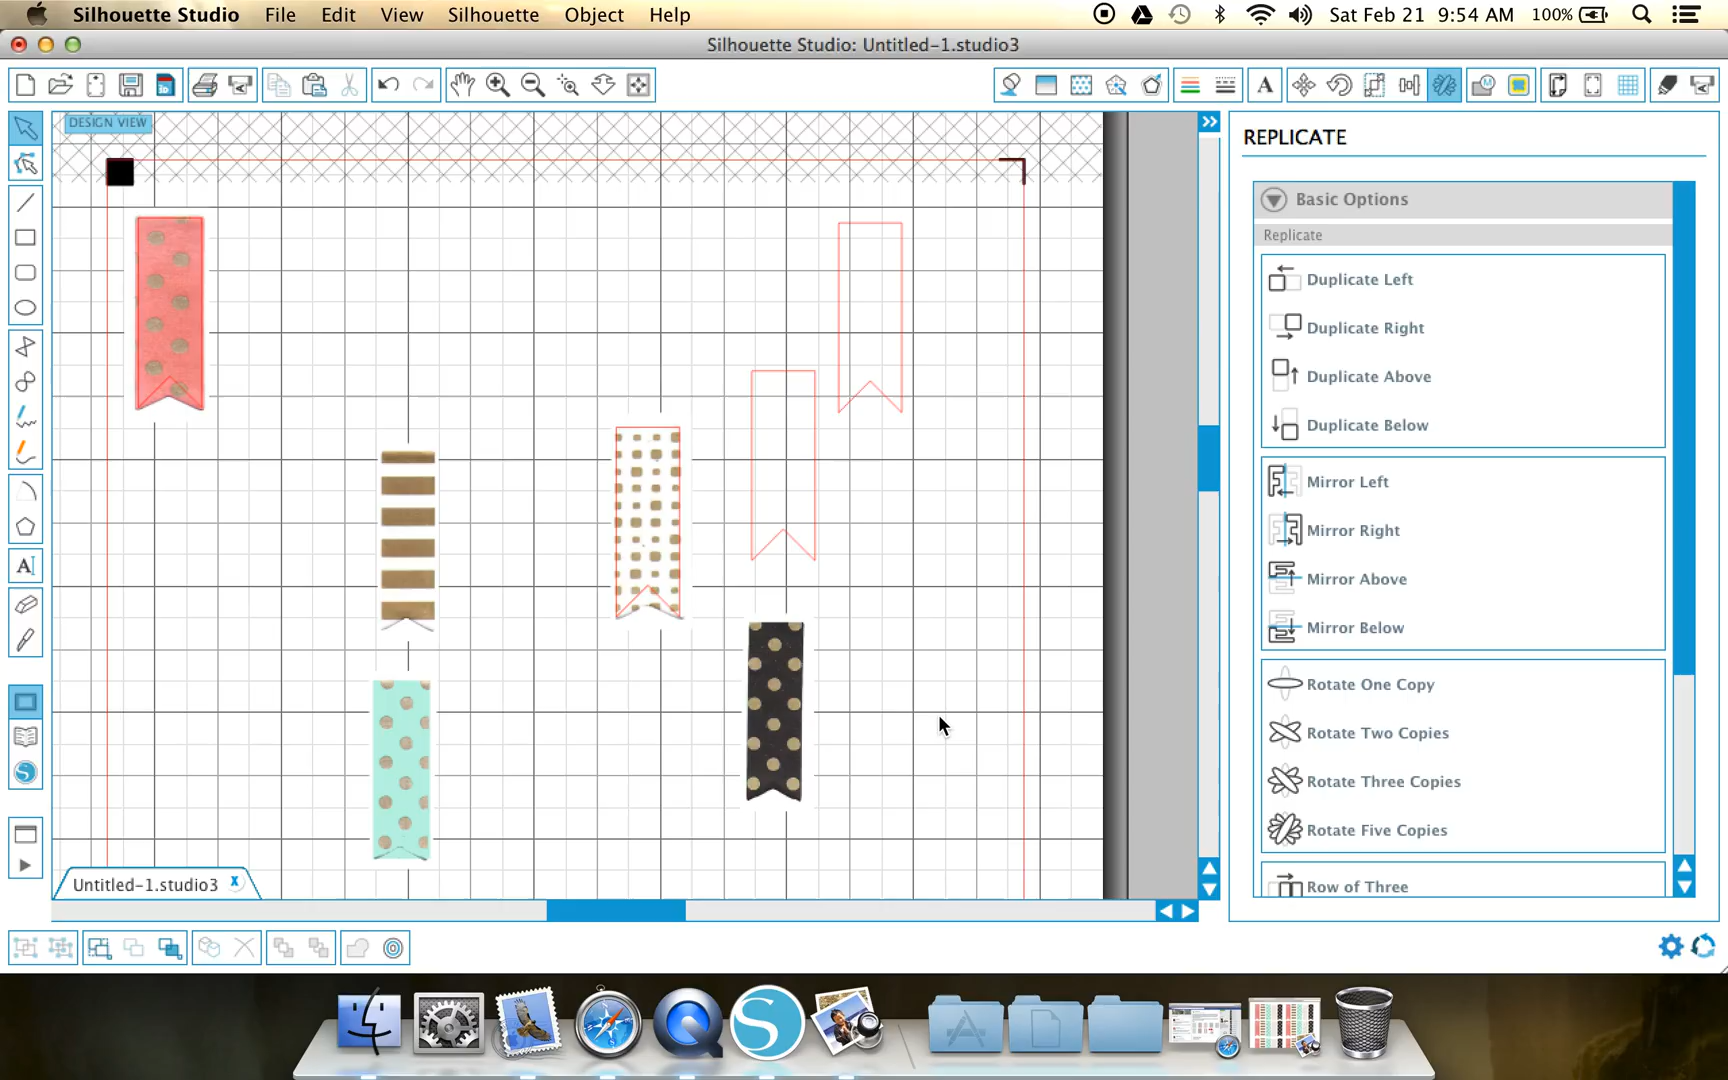 Silhouette Studio File Edit View Silhouette Object Help Sat Feb 21 9:54 AM 100%
Silhouette Studio: Untitled-1.studio3
DESIGN VIEW
REPLICATE
Basic Options
Replicate
Duplicate Left
Duplicate Right
Duplicate Above
Duplicate Below
Mirror Left
Mirror Right
Mirror Above
Mirror Below
Rotate One Copy
Rotate Two Copies
Rotate Three Copies
Rotate Five Copies
Row of Three
Untitled-1.studio3 x